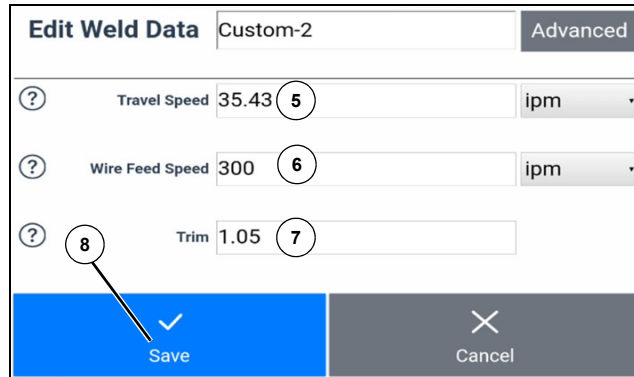 Edit Weld Data Custom-2 Advanced
? Travel Speed 35.43 5 ipm
? Wire Feed Speed 300 6 ipm
? Trim 1.05 7
8
Save Cancel